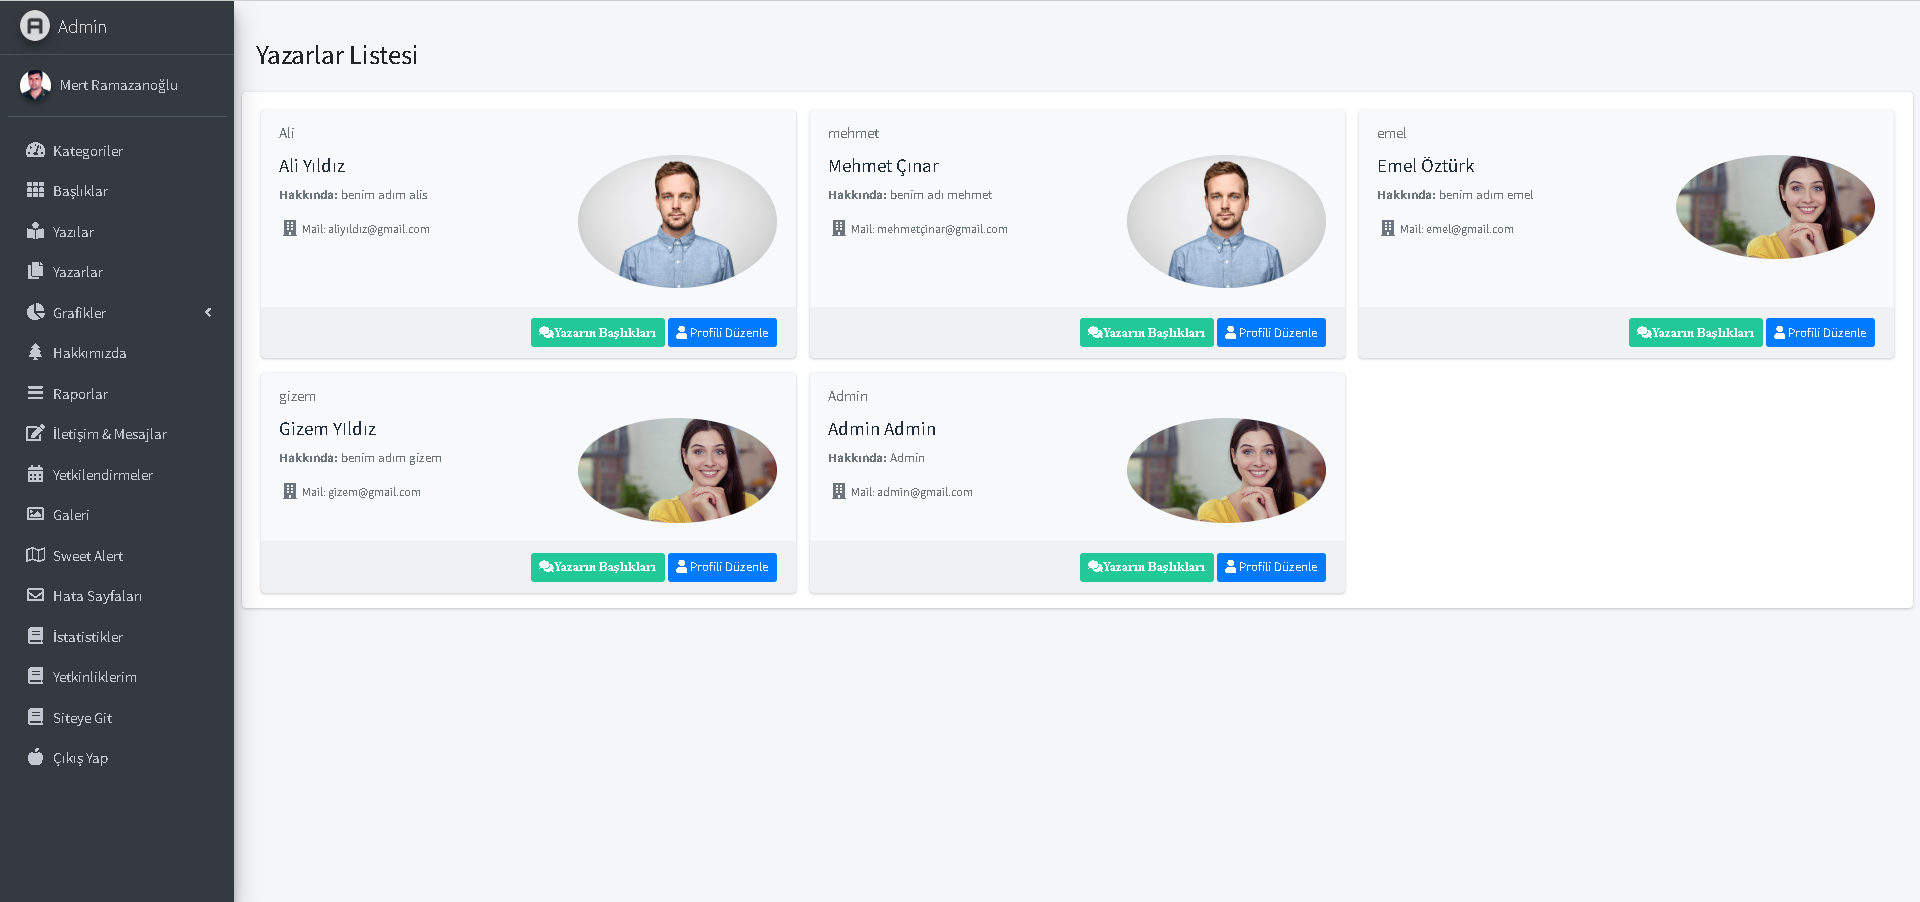 Admin
Mert Ramazanoğlu
Kategoriler
Başlıklar
Yazılar
Yazarlar
Grafikler
Hakkımızda
Raporlar
İletişim & Mesajlar
Yetkilendirmeler
Galeri
Sweet Alert
Hata Sayfaları
İstatistikler
Yetkinliklerim
Siteye Git
Çıkış Yap
Yazarlar Listesi
Ali
Ali Yıldız
Hakkında: benim adım alis
Mail: aliyıldız@gmail.com
Yazarın Başlıkları Profili Düzenle
mehmet
Mehmet Çınar
Hakkında: benim adı mehmet
Mail: mehmetçinar@gmail.com
Yazarın Başlıkları Profili Düzenle
emel
Emel Öztürk
Hakkında: benim adım emel
Mail: emel@gmail.com
Yazarın Başlıkları Profili Düzenle
gizem
Gizem YIldız
Hakkında: benim adım gizem
Mail: gizem@gmail.com
Yazarın Başlıkları Profili Düzenle
Admin
Admin Admin
Hakkında: Admin
Mail: admin@gmail.com
Yazarın Başlıkları Profili Düzenle